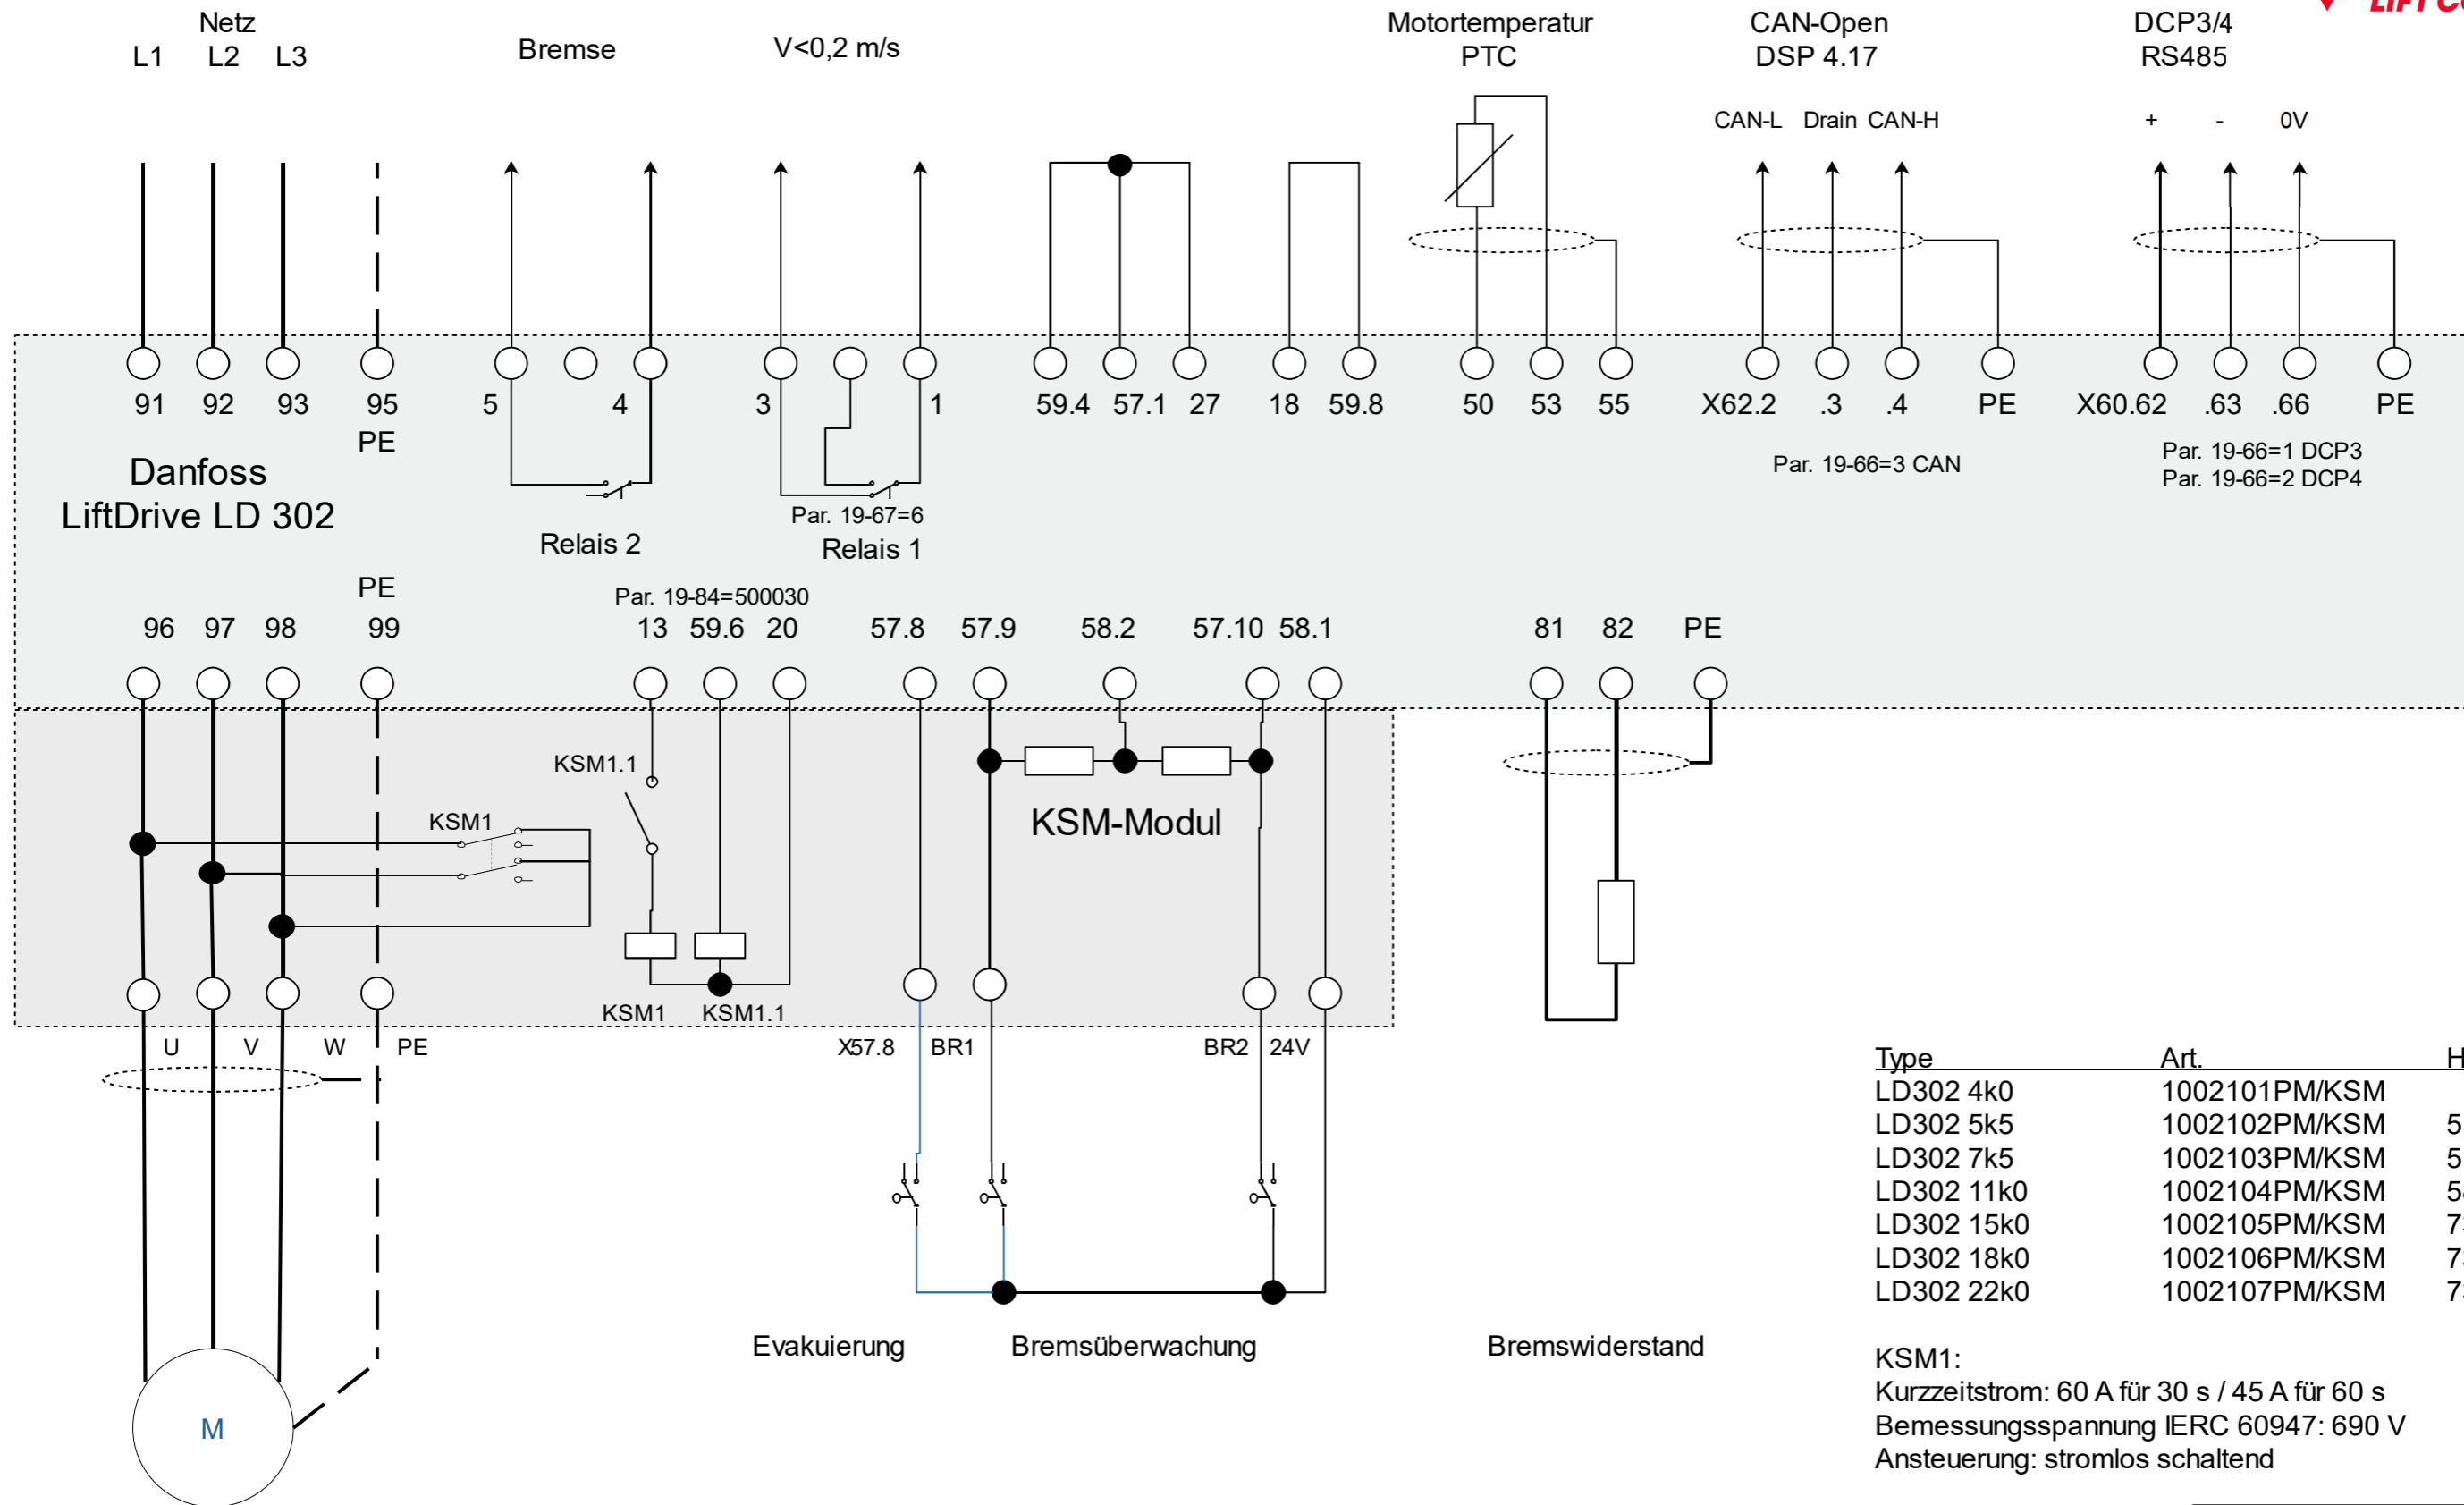 LIFT
Netz
L1 L2 L3
Bremse
V<0,2 m/s
Motortemperatur
PTC
CAN-Open
DSP 4.17
DCP3/4
RS485
CAN-L Drain CAN-H
+ - 0V
91 92 93 95 5 4 3 1 59.4 57.1 27 18 59.8 50 53 55 X62.2 .3 .4 PE X60.62 .63 .66 PE
PE
Danfoss
LiftDrive LD 302
Par. 19-66=3 CAN
Par. 19-66=1 DCP3
Par. 19-66=2 DCP4
Par. 19-67=6
Relais 2
Relais 1
PE
Par. 19-84=500030
96 97 98 99 13 59.6 20 57.8 57.9 58.2 57.10 58.1 81 82 PE
KSM1.1
KSM1
KSM-Modul
KSM1 KSM1.1
U V W PE
X57.8 BR1 BR2 24V
Type Art. H
LD302 4k0 1002101PM/KSM
LD302 5k5 1002102PM/KSM 5
LD302 7k5 1002103PM/KSM 5
LD302 11k0 1002104PM/KSM 5
LD302 15k0 1002105PM/KSM 7
LD302 18k0 1002106PM/KSM 7
LD302 22k0 1002107PM/KSM 7
Evakuierung
Bremsüberwachung
Bremswiderstand
KSM1:
Kurzzeitstrom: 60 A für 30 s / 45 A für 60 s
Bemessungsspannung IERC 60947: 690 V
Ansteuerung: stromlos schaltend
M